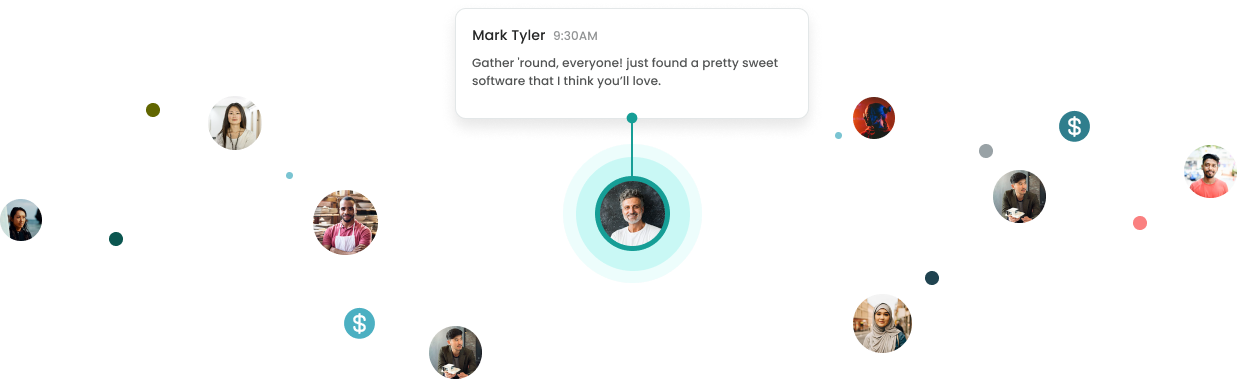 Mark Tyler 9:30AM
Gather 'round, everyone! just found a pretty sweet
software that I think you’ll love.
$
$